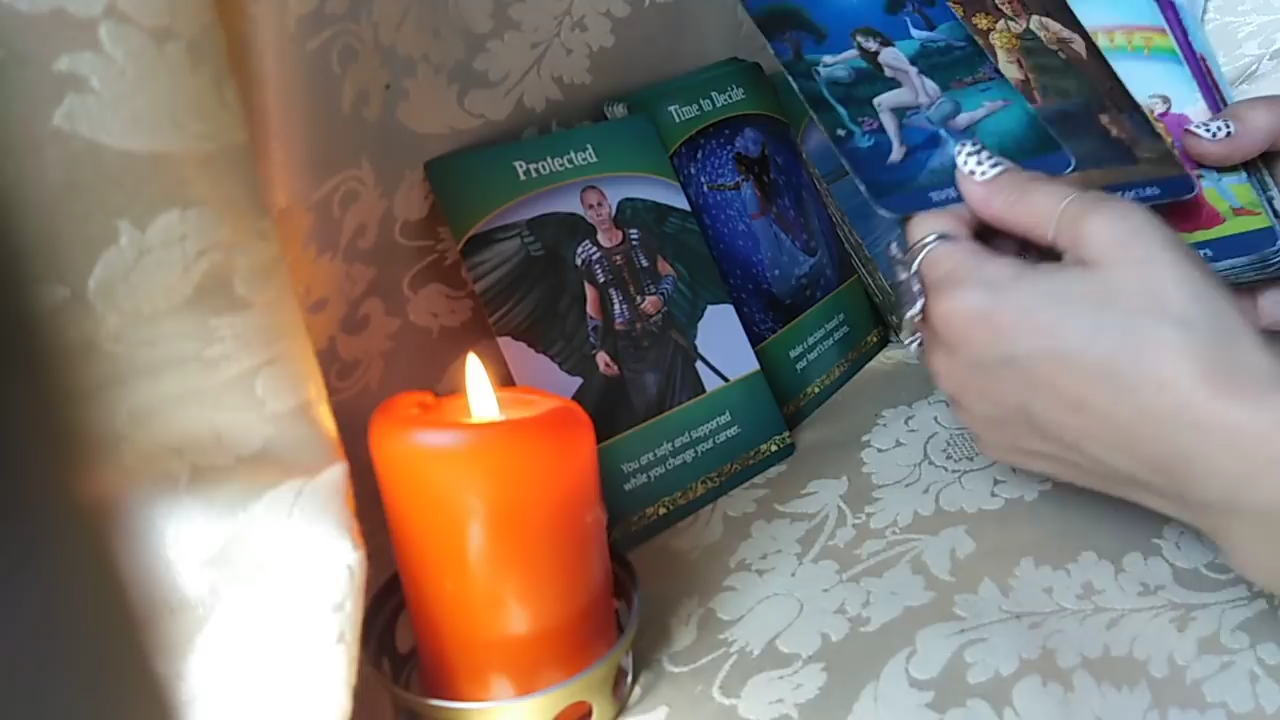 Protected
You are safe and supported
while you change your career.
Time to Decide
Make a decision based on
your heart's true desires.